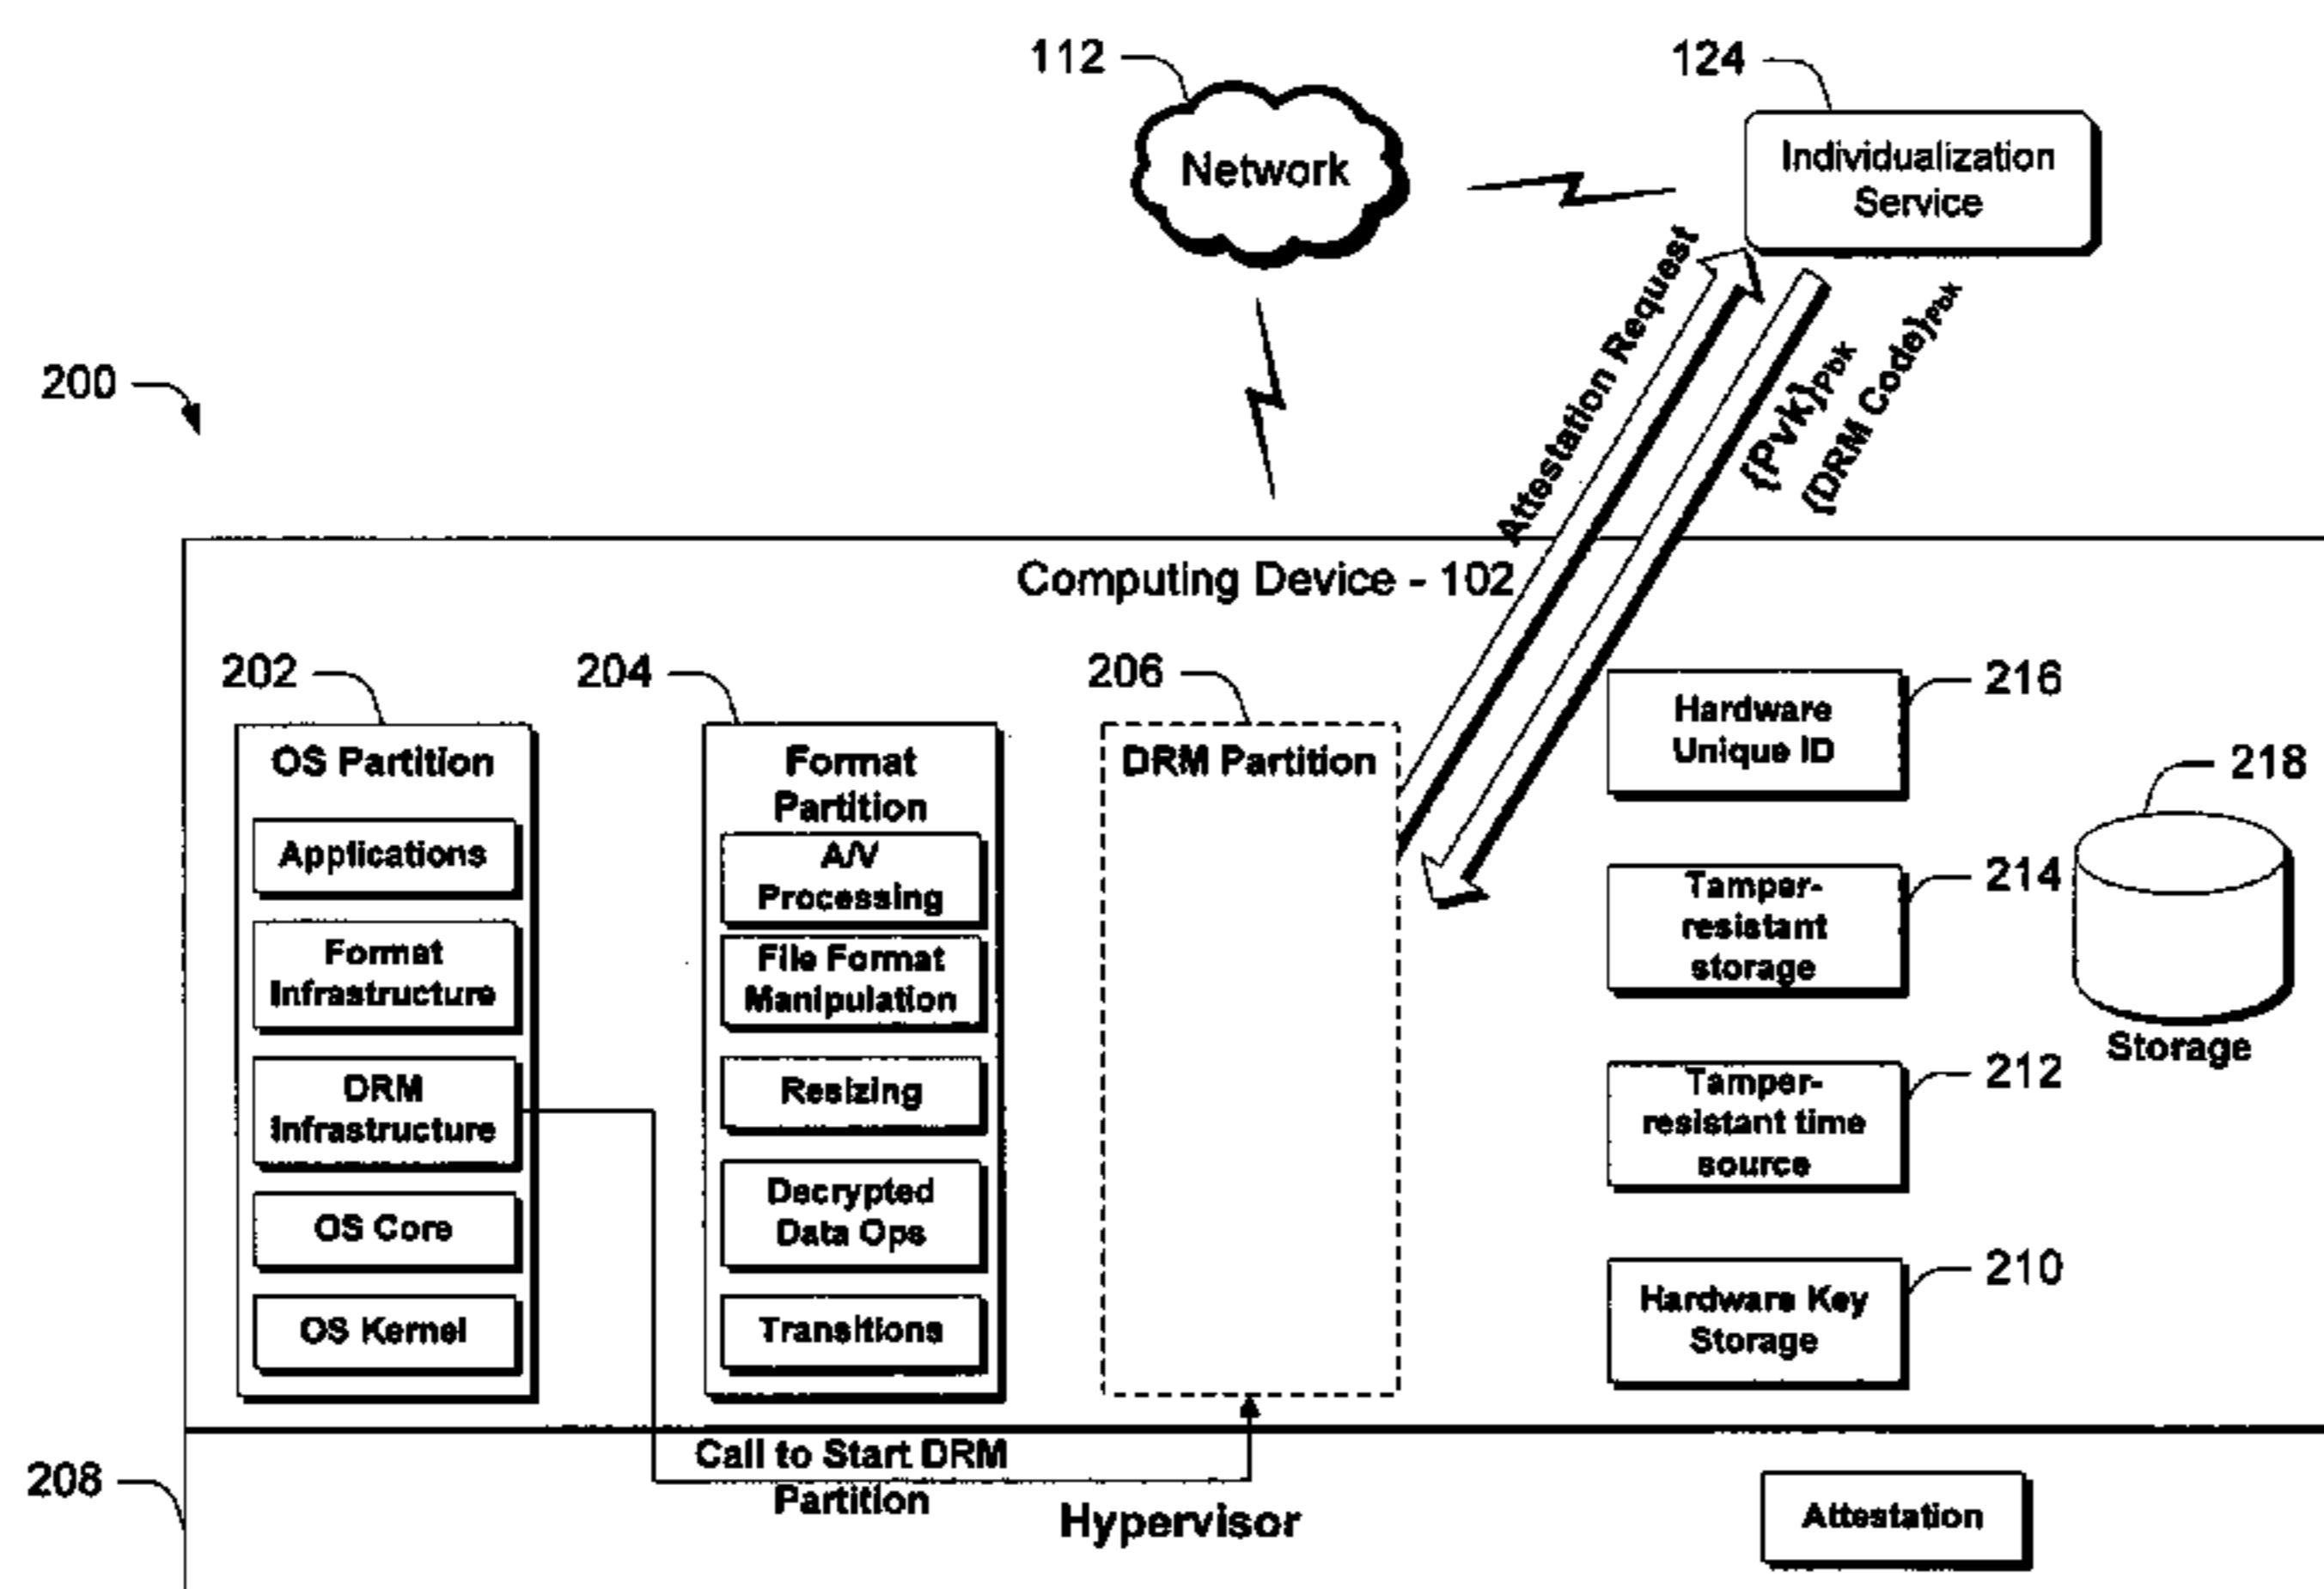 112
124
Network
Individualization
Service
Attestation Request
{Pvk}Pbk
{DRM Code}Pbk
200
Computing Device - 102
202
204
206
216
OS Partition
Applications
Format
Infrastructure
DRM
Infrastructure
OS Core
OS Kernel
Format
Partition
A/V
Processing
File Format
Manipulation
Resizing
Decrypted
Data Ops
Transitions
DRM Partition
Hardware
Unique ID
218
Tamper-
resistant
storage
214
Storage
Tamper-
resistant time
source
212
Hardware Key
Storage
210
208
Call to Start DRM
Partition
Hypervisor
Attestation